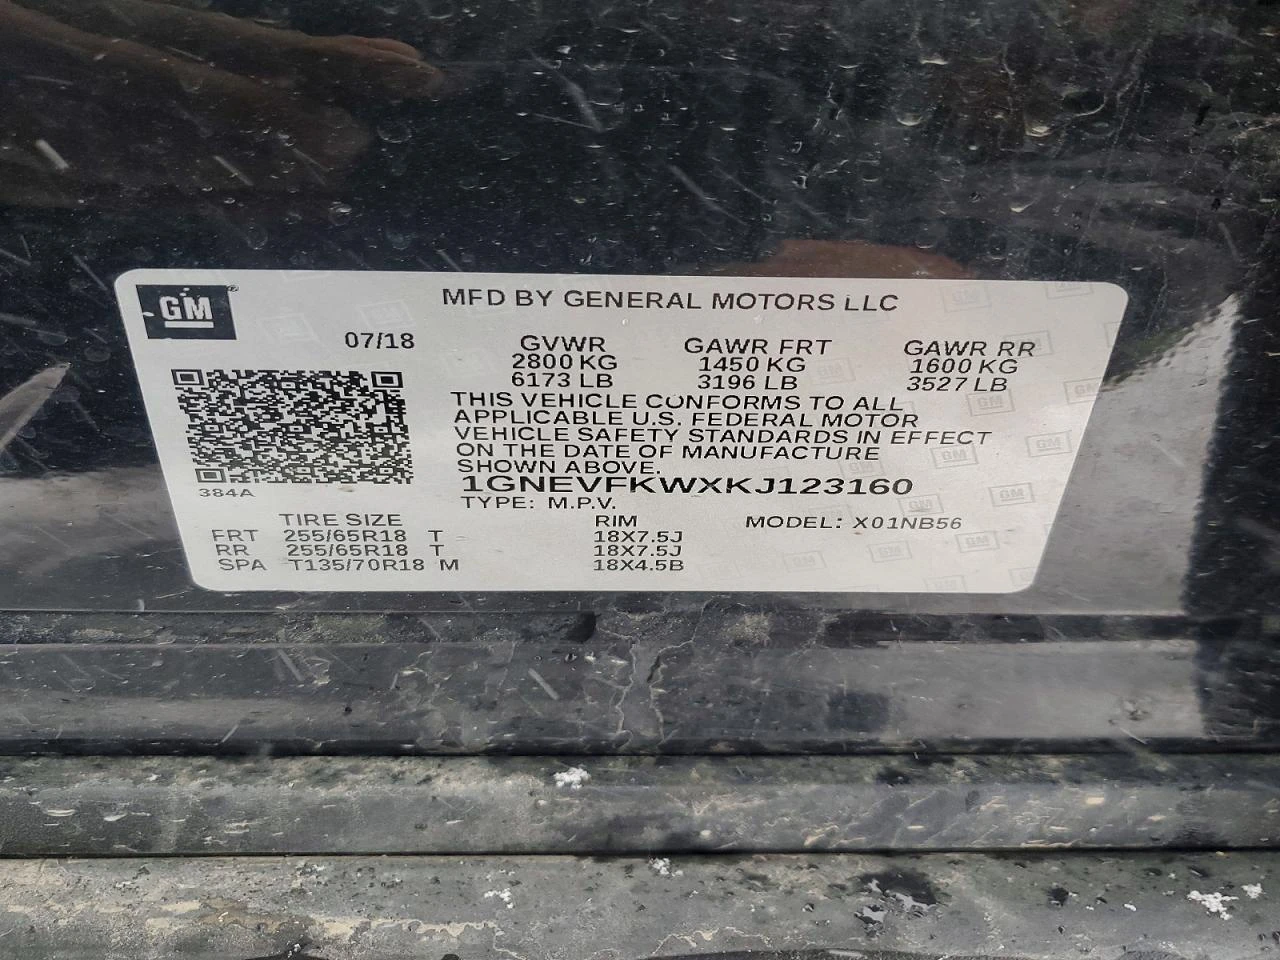 GM
MFD BY GENERAL MOTORS LLC
07/18
GVWR GAWR FRT GAWR RR
2800 KG 1450 KG 1600 KG
6173 LB 3196 LB 3527 LB
THIS VEHICLE CONFORMS TO ALL
APPLICABLE U.S. FEDERAL MOTOR
VEHICLE SAFETY STANDARDS IN EFFECT
ON THE DATE OF MANUFACTURE
SHOWN ABOVE.
1GNEVFKWXKJ123160
384A
TYPE: M.P.V.
TIRE SIZE RIM MODEL: X01NB56
FRT 255/65R18 T 18X7.5J
RR 255/65R18 T 18X7.5J
SPA T135/70R18 M 18X4.5B